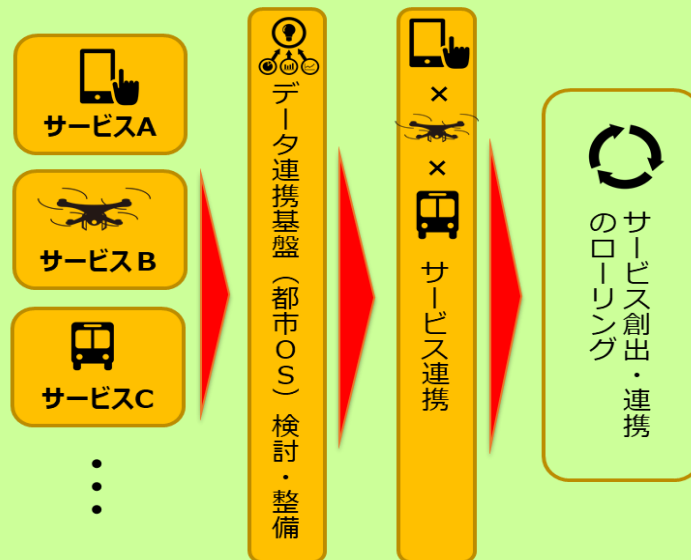 サービスA
サービスB
サービスC
・・・
データ連携基盤（都市OS）検討・整備
×
×
サービス連携
サービス創出・連携
のローリング